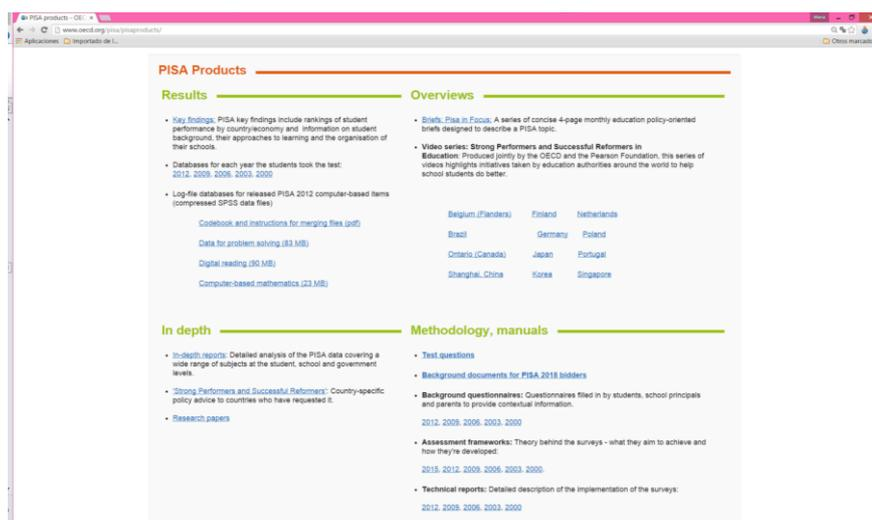 PISA products - OEC
www.oecd.org/pisa/pisaproducts/
Aplicaciones
Importado de I...
Otros marcado
PISA Products
Results
• Key findings: PISA key findings include rankings of student
performance by country/economy and information on student
background, their approaches to learning and the organisation of
their schools.
• Databases for each year the students took the test:
2012, 2009, 2006, 2003, 2000
• Log-file databases for released PISA 2012 computer-based items
(compressed SPSS data files)
Codebook and instructions for merging files (pdf)
Data for problem solving (83 MB)
Digital reading (90 MB)
Computer-based mathematics (23 MB)
Overviews
• Briefs: Pisa in Focus: A series of concise 4-page monthly education policy-oriented
briefs designed to describe a PISA topic.
• Video series: Strong Performers and Successful Reformers in
Education: Produced jointly by the OECD and the Pearson Foundation, this series of
videos highlights initiatives taken by education authorities around the world to help
school students do better.
Belgium (Flanders) Finland Netherlands
Brazil Germany Poland
Ontario (Canada) Japan Portugal
Shanghai, China Korea Singapore
In depth
• In-depth reports: Detailed analysis of the PISA data covering a
wide range of subjects at the student, school and government
levels.
• 'Strong Performers and Successful Reformers': Country-specific
policy advice to countries who have requested it.
• Research papers
Methodology, manuals
• Test questions
• Background documents for PISA 2018 bidders
• Background questionnaires: Questionnaires filled in by students, school principals
and parents to provide contextual information.
2012, 2009, 2006, 2003, 2000
• Assessment frameworks: Theory behind the surveys - what they aim to achieve and
how they're developed:
2015, 2012, 2009, 2006, 2003, 2000.
• Technical reports: Detailed description of the implementation of the surveys:
2012, 2009, 2006, 2003, 2000